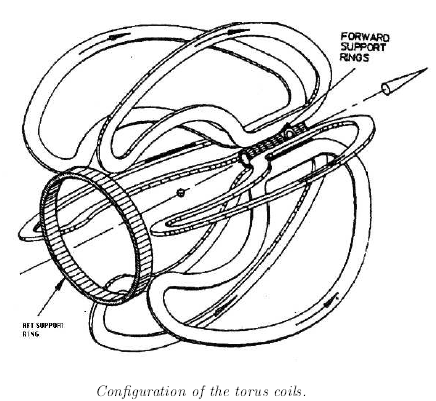 FORWARD
SUPPORT
RINGS
AFT SUPPORT
RING
Configuration of the torus coils.